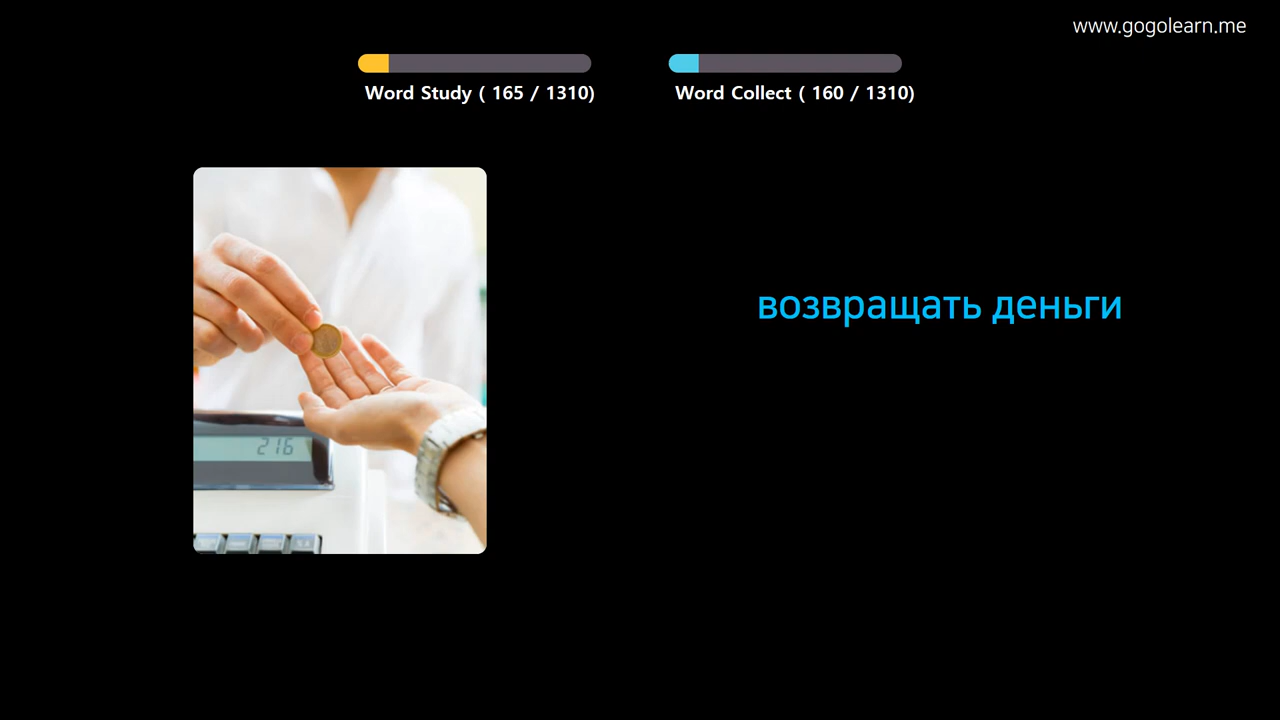 www.gogolearn.me
Word Study ( 165 / 1310)
Word Collect ( 160 / 1310)
возвращать деньги
216